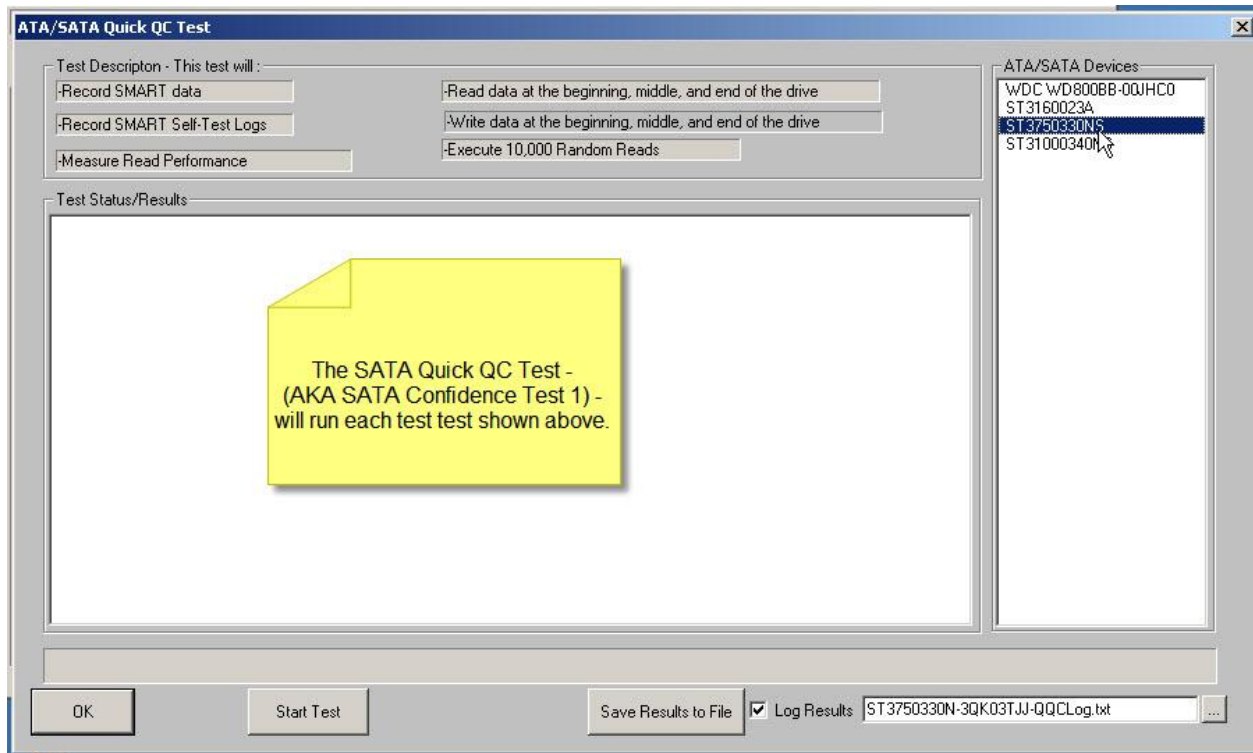 ATA/SATA Quick QC Test
Test Descripton - This test will :
-Record SMART data
-Record SMART Self-Test Logs
-Measure Read Performance
-Read data at the beginning, middle, and end of the drive
-Write data at the beginning, middle, and end of the drive
-Execute 10,000 Random Reads
ATA/SATA Devices
WDC WD800BB-00JHC0
ST3160023A
ST3750330NS
ST31000340N
Test Status/Results
The SATA Quick QC Test -
(AKA SATA Confidence Test 1) -
will run each test test shown above.
OK
Start Test
Save Results to File
Log Results
ST3750330N-3QK03TJJ-QQCLog.txt
...